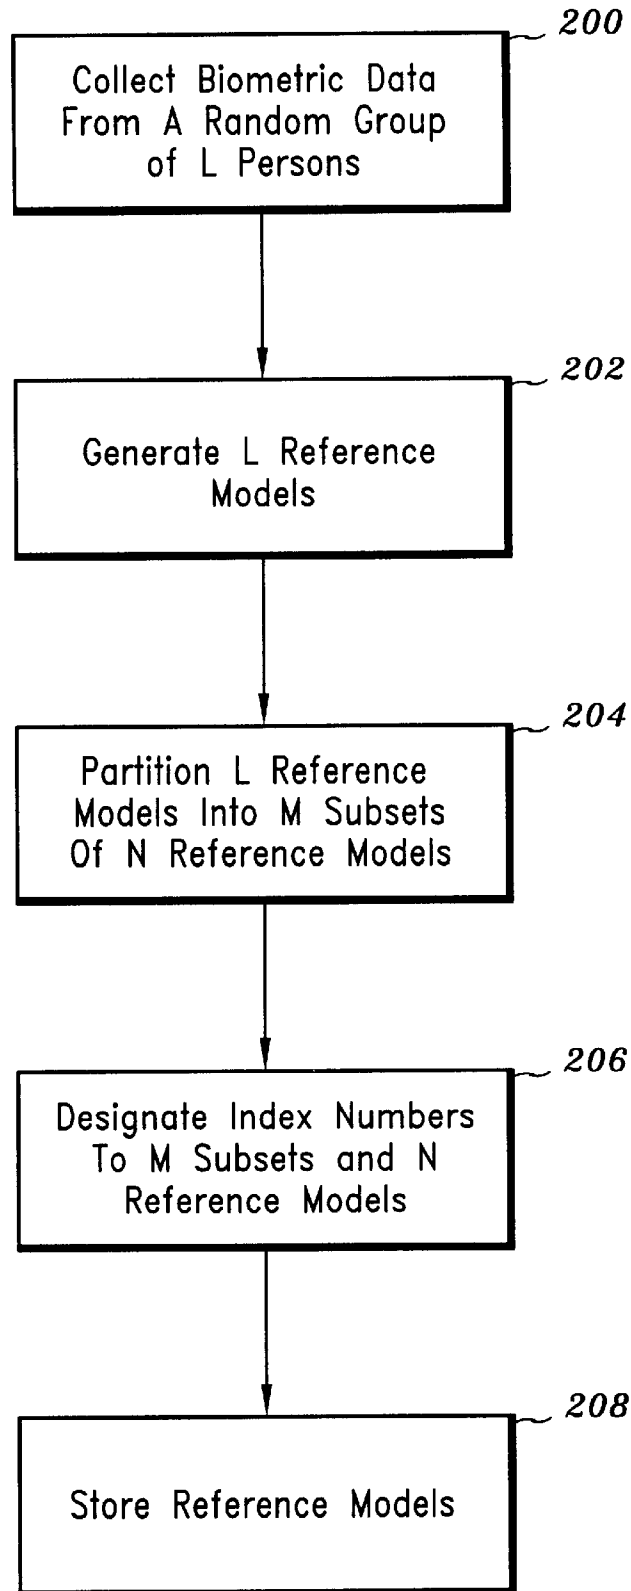 200
Collect Biometric Data
From A Random Group
of L Persons
202
Generate L Reference
Models
204
Partition L Reference
Models Into M Subsets
Of N Reference Models
206
Designate Index Numbers
To M Subsets and N
Reference Models
208
Store Reference Models